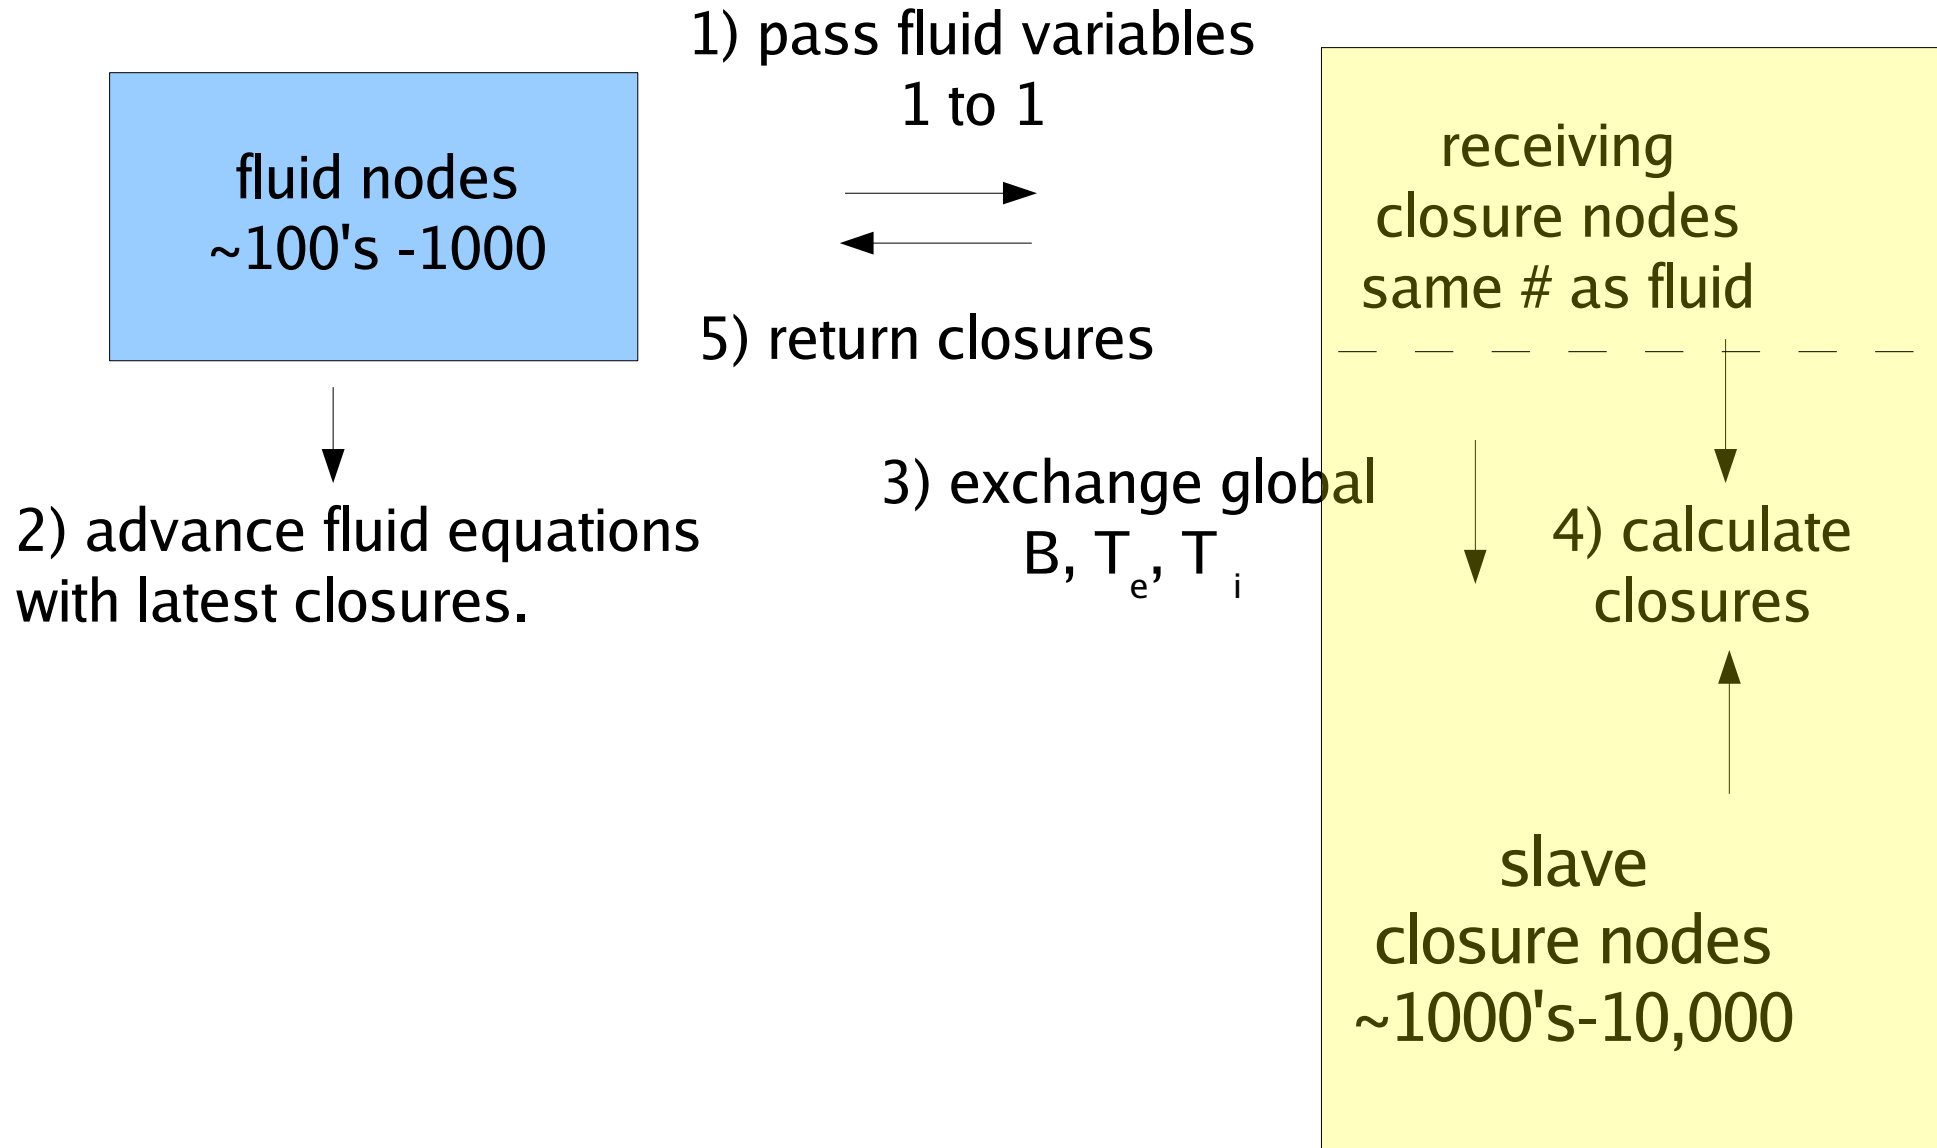 1) pass fluid variables
1 to 1
fluid nodes
~100's -1000
receiving
closure nodes
same # as fluid
5) return closures
3) exchange global
B, Te, T i
2) advance fluid equations
with latest closures.
4) calculate
closures
slave
closure nodes
~1000's-10,000